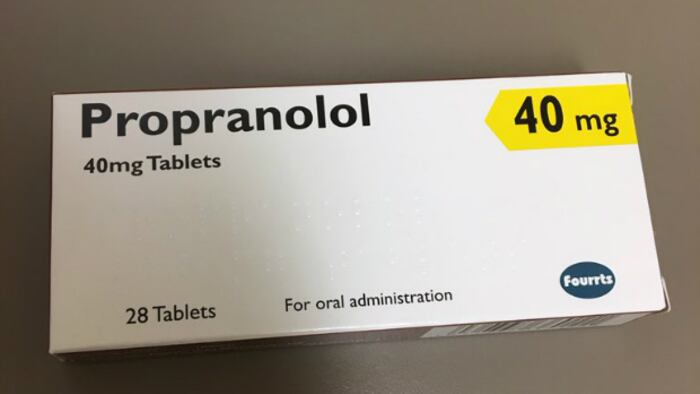 Propranolol
40 mg
40mg Tablets
28 Tablets
For oral administration
Fourrts